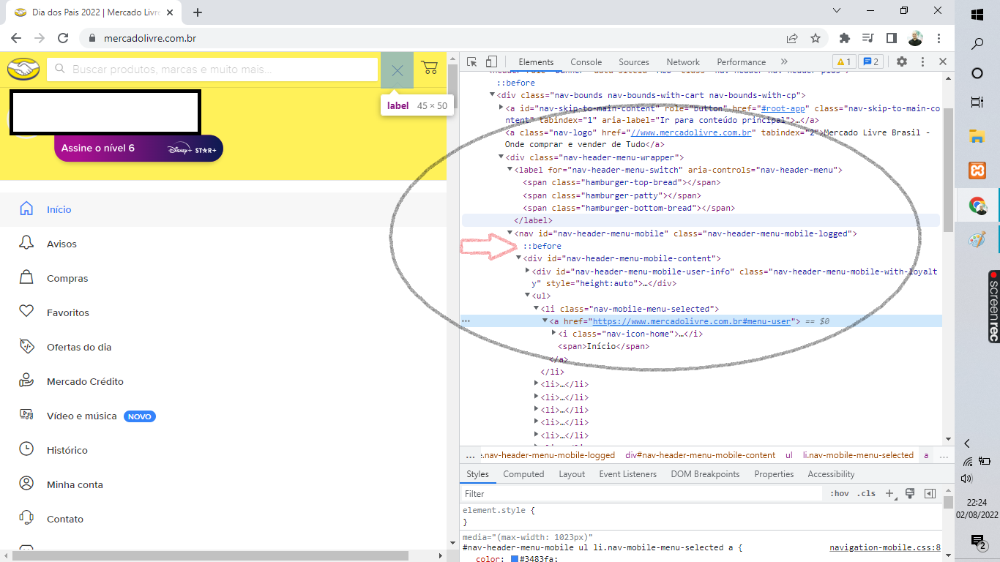 Dia dos Pais 2022 | Mercado Livre
mercadolivre.com.br
Buscar produtos, marcas e muito mais...
label 45 × 50
Assine o nível 6 Disney+ STAR+
Início
Avisos
Compras
Favoritos
Ofertas do dia
Mercado Crédito
Vídeo e música NOVO
Histórico
Minha conta
Contato
Elements Console Sources Network Performance » 1 2
::before
<div class="nav-bounds nav-bounds-with-cart nav-bounds-with-cp">
<a id="nav-skip-to-main-content" role="button" href="#root-app" class="nav-skip-to-main-co
ntent" tabindex="1" aria-label="Ir para conteúdo principal">…</a>
<a class="nav-logo" href="//www.mercadolivre.com.br" tabindex="2">Mercado Livre Brasil -
Onde comprar e vender de Tudo</a>
<div class="nav-header-menu-wrapper">
<label for="nav-header-menu-switch" aria-controls="nav-header-menu">
<span class="hamburger-top-bread"></span>
<span class="hamburger-patty"></span>
<span class="hamburger-bottom-bread"></span>
</label>
<nav id="nav-header-menu-mobile" class="nav-header-menu-mobile-logged">
::before
<div id="nav-header-menu-mobile-content">
<div id="nav-header-menu-mobile-user-info" class="nav-header-menu-mobile-with-loyalt
y" style="height:auto">…</div>
<ul>
<li class="nav-mobile-menu-selected">
<a href="https://www.mercadolivre.com.br#menu-user"> == $0
<i class="nav-icon-home">…</i>
<span>Início</span>
</a>
</li>
<li>…</li>
<li>…</li>
<li>…</li>
<li>…</li>
<li>…</li>
... e.nav-header-menu-mobile-logged div#nav-header-menu-mobile-content ul li.nav-mobile-menu-selected a ...
Styles Computed Layout Event Listeners DOM Breakpoints Properties Accessibility
Filter :hov .cls +
element.style {
}
media="(max-width: 1023px)"
#nav-header-menu-mobile ul li.nav-mobile-menu-selected a { navigation-mobile.css:8
color: #3483fa;
screenrec
22:24
02/08/2022
2